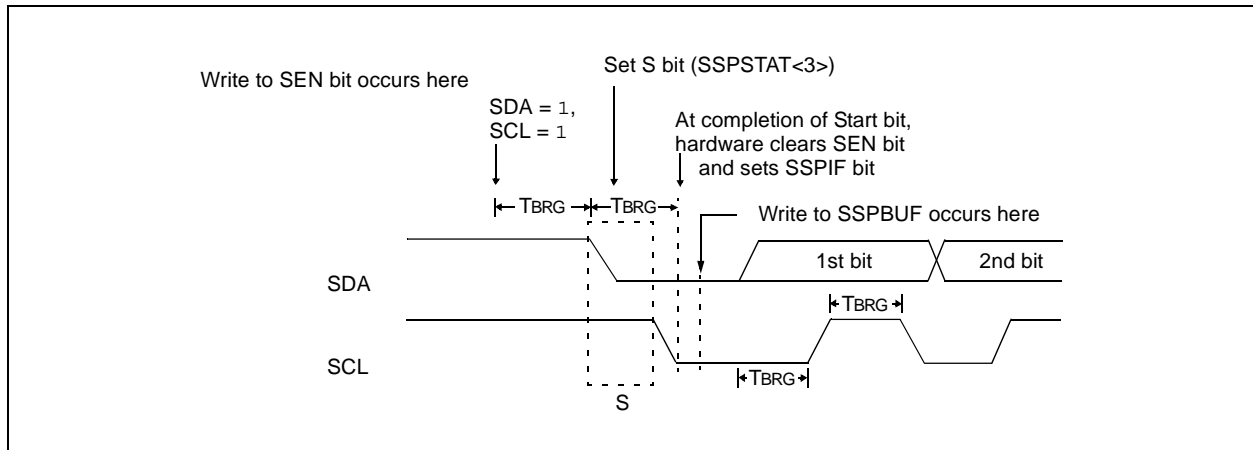 Write to SEN bit occurs here
Set S bit (SSPSTAT<3>)
SDA = 1,
SCL = 1
At completion of Start bit,
hardware clears SEN bit
and sets SSPIF bit
TBRG
TBRG
Write to SSPBUF occurs here
SDA
1st bit
2nd bit
TBRG
SCL
TBRG
S